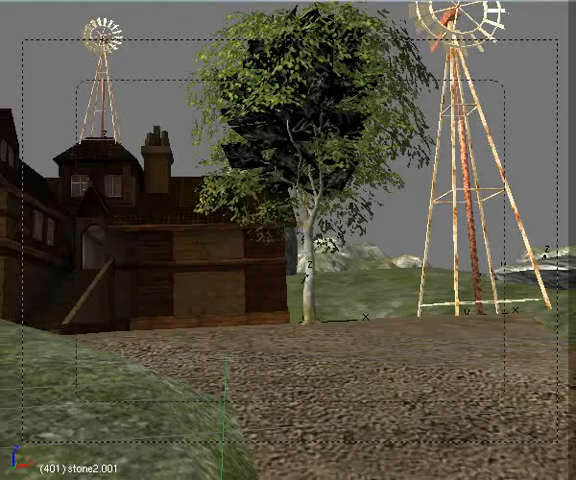 z
z
x
x
(401) stone2.001